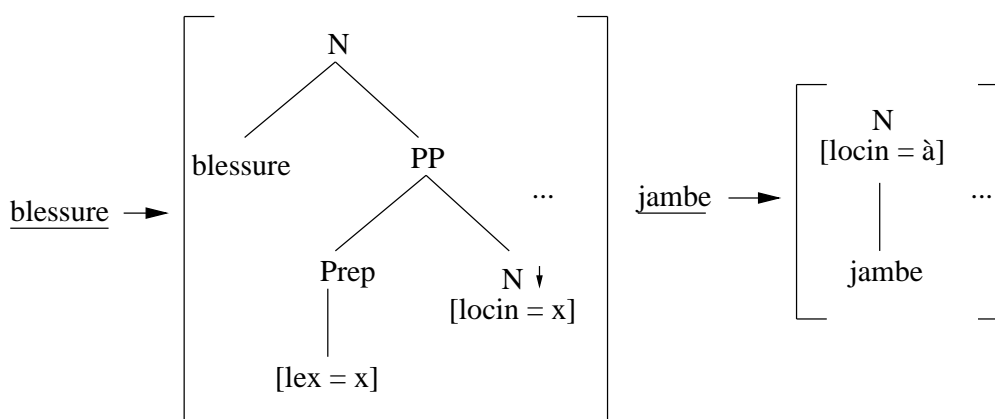 N
blessure PP
blessure ... jambe
Prep N
[locin = x]
[lex = x]
N
[locin = à]
...
jambe